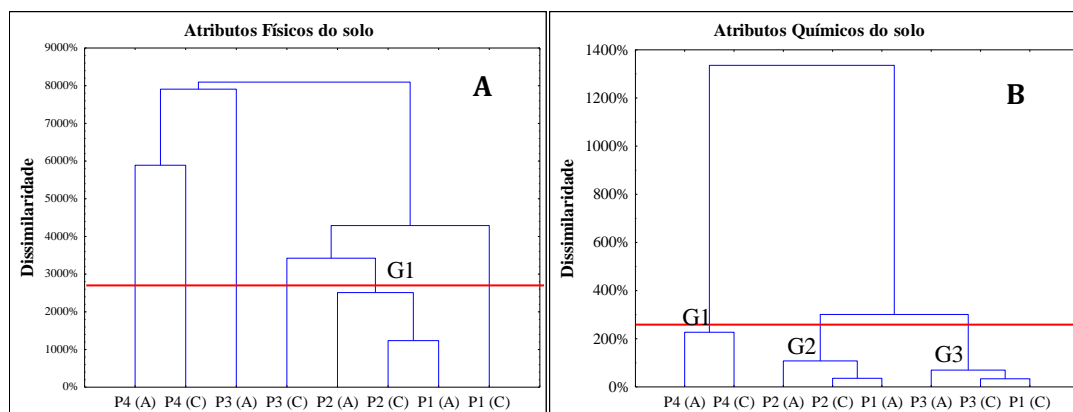 Atributos Físicos do solo
A
Dissimilaridade
9000%
8000%
7000%
6000%
5000%
4000%
3000%
2000%
1000%
0%
G1
P4 (A) P4 (C) P3 (A) P3 (C) P2 (A) P2 (C) P1 (A) P1 (C)
Atributos Químicos do solo
B
Dissimilaridade
1400%
1200%
1000%
800%
600%
400%
200%
0%
G1
G2
G3
P4 (A) P4 (C) P2 (A) P2 (C) P1 (A) P3 (A) P3 (C) P1 (C)